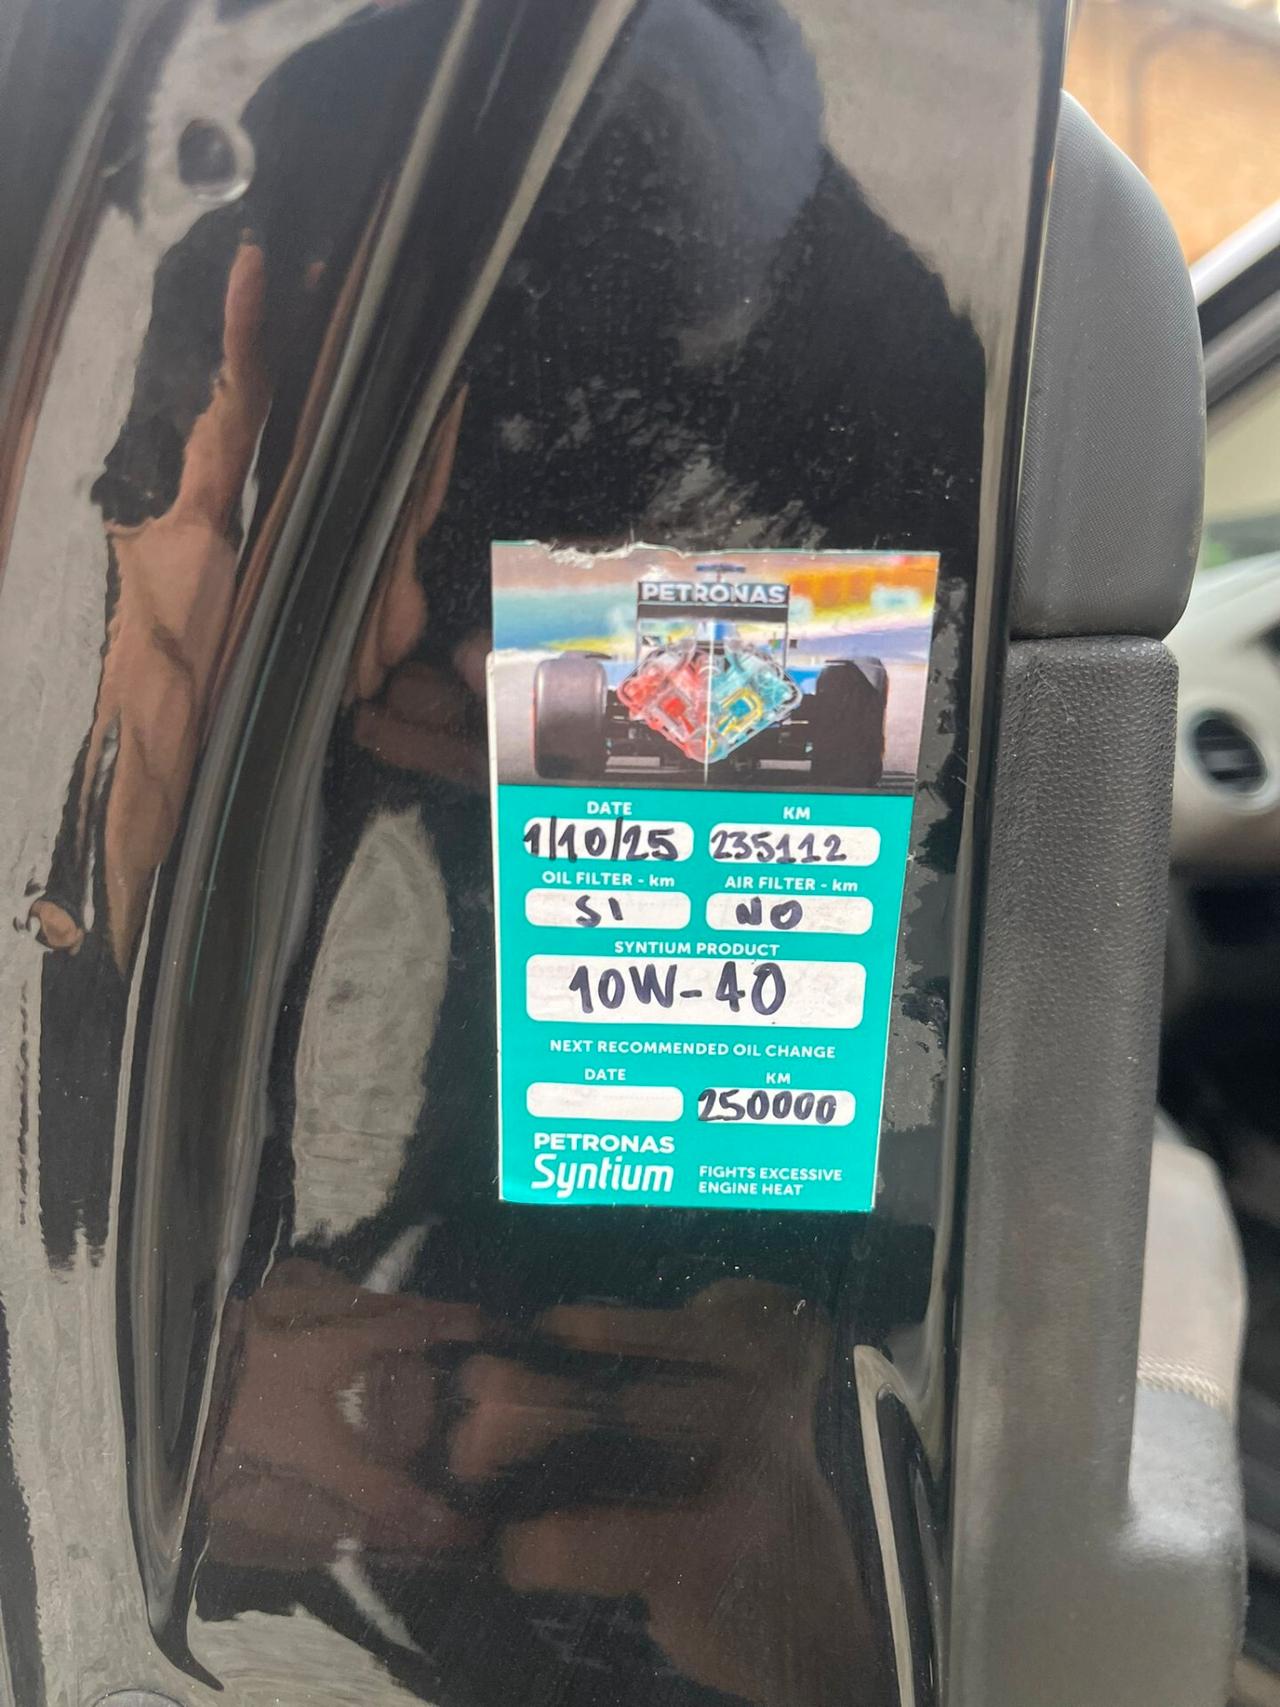 PETRONAS
DATE KM
1/10/25 235112
OIL FILTER - km AIR FILTER - km
SI NO
SYNTIUM PRODUCT
10W-40
NEXT RECOMMENDED OIL CHANGE
DATE KM
250000
PETRONAS
Syntium
FIGHTS EXCESSIVE
ENGINE HEAT